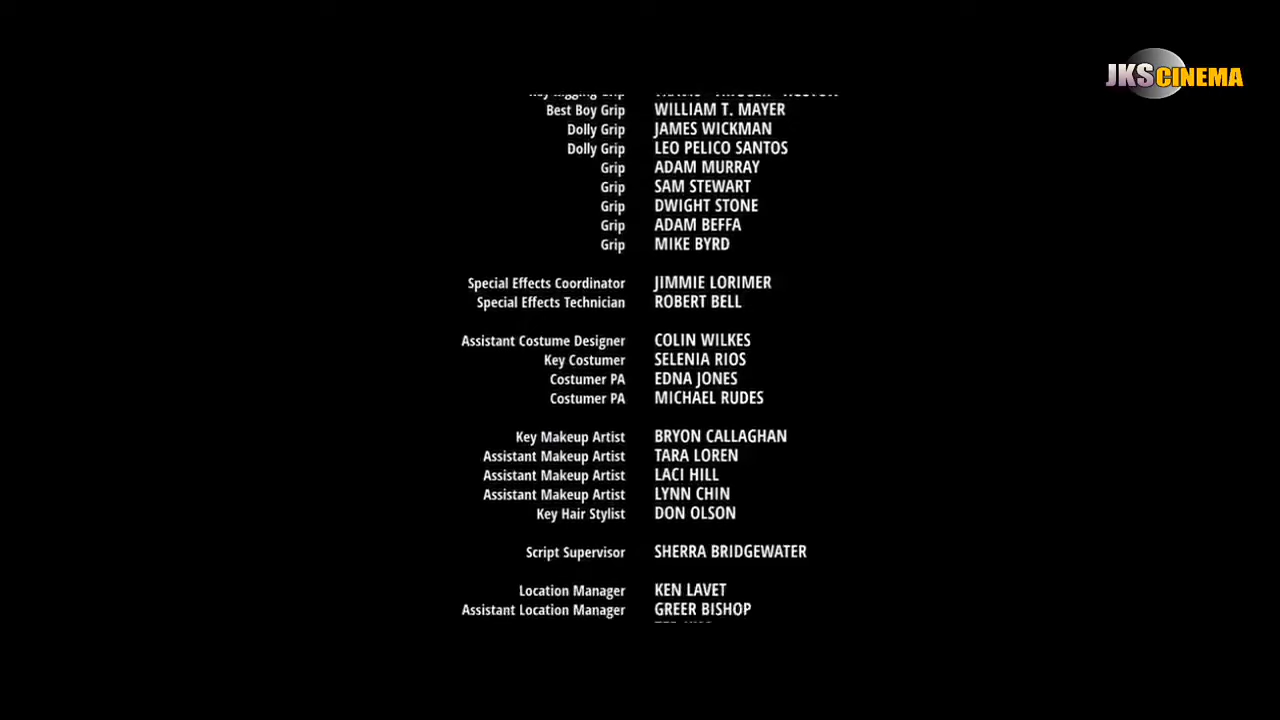 JKSCINEMA
Best Boy Grip WILLIAM T. MAYER
Dolly Grip JAMES WICKMAN
Dolly Grip LEO PELICO SANTOS
Grip ADAM MURRAY
Grip SAM STEWART
Grip DWIGHT STONE
Grip ADAM BEFFA
Grip MIKE BYRD
Special Effects Coordinator JIMMIE LORIMER
Special Effects Technician ROBERT BELL
Assistant Costume Designer COLIN WILKES
Key Costumer SELENIA RIOS
Costumer PA EDNA JONES
Costumer PA MICHAEL RUDES
Key Makeup Artist BRYON CALLAGHAN
Assistant Makeup Artist TARA LOREN
Assistant Makeup Artist LACI HILL
Assistant Makeup Artist LYNN CHIN
Key Hair Stylist DON OLSON
Script Supervisor SHERRA BRIDGEWATER
Location Manager KEN LAVET
Assistant Location Manager GREER BISHOP